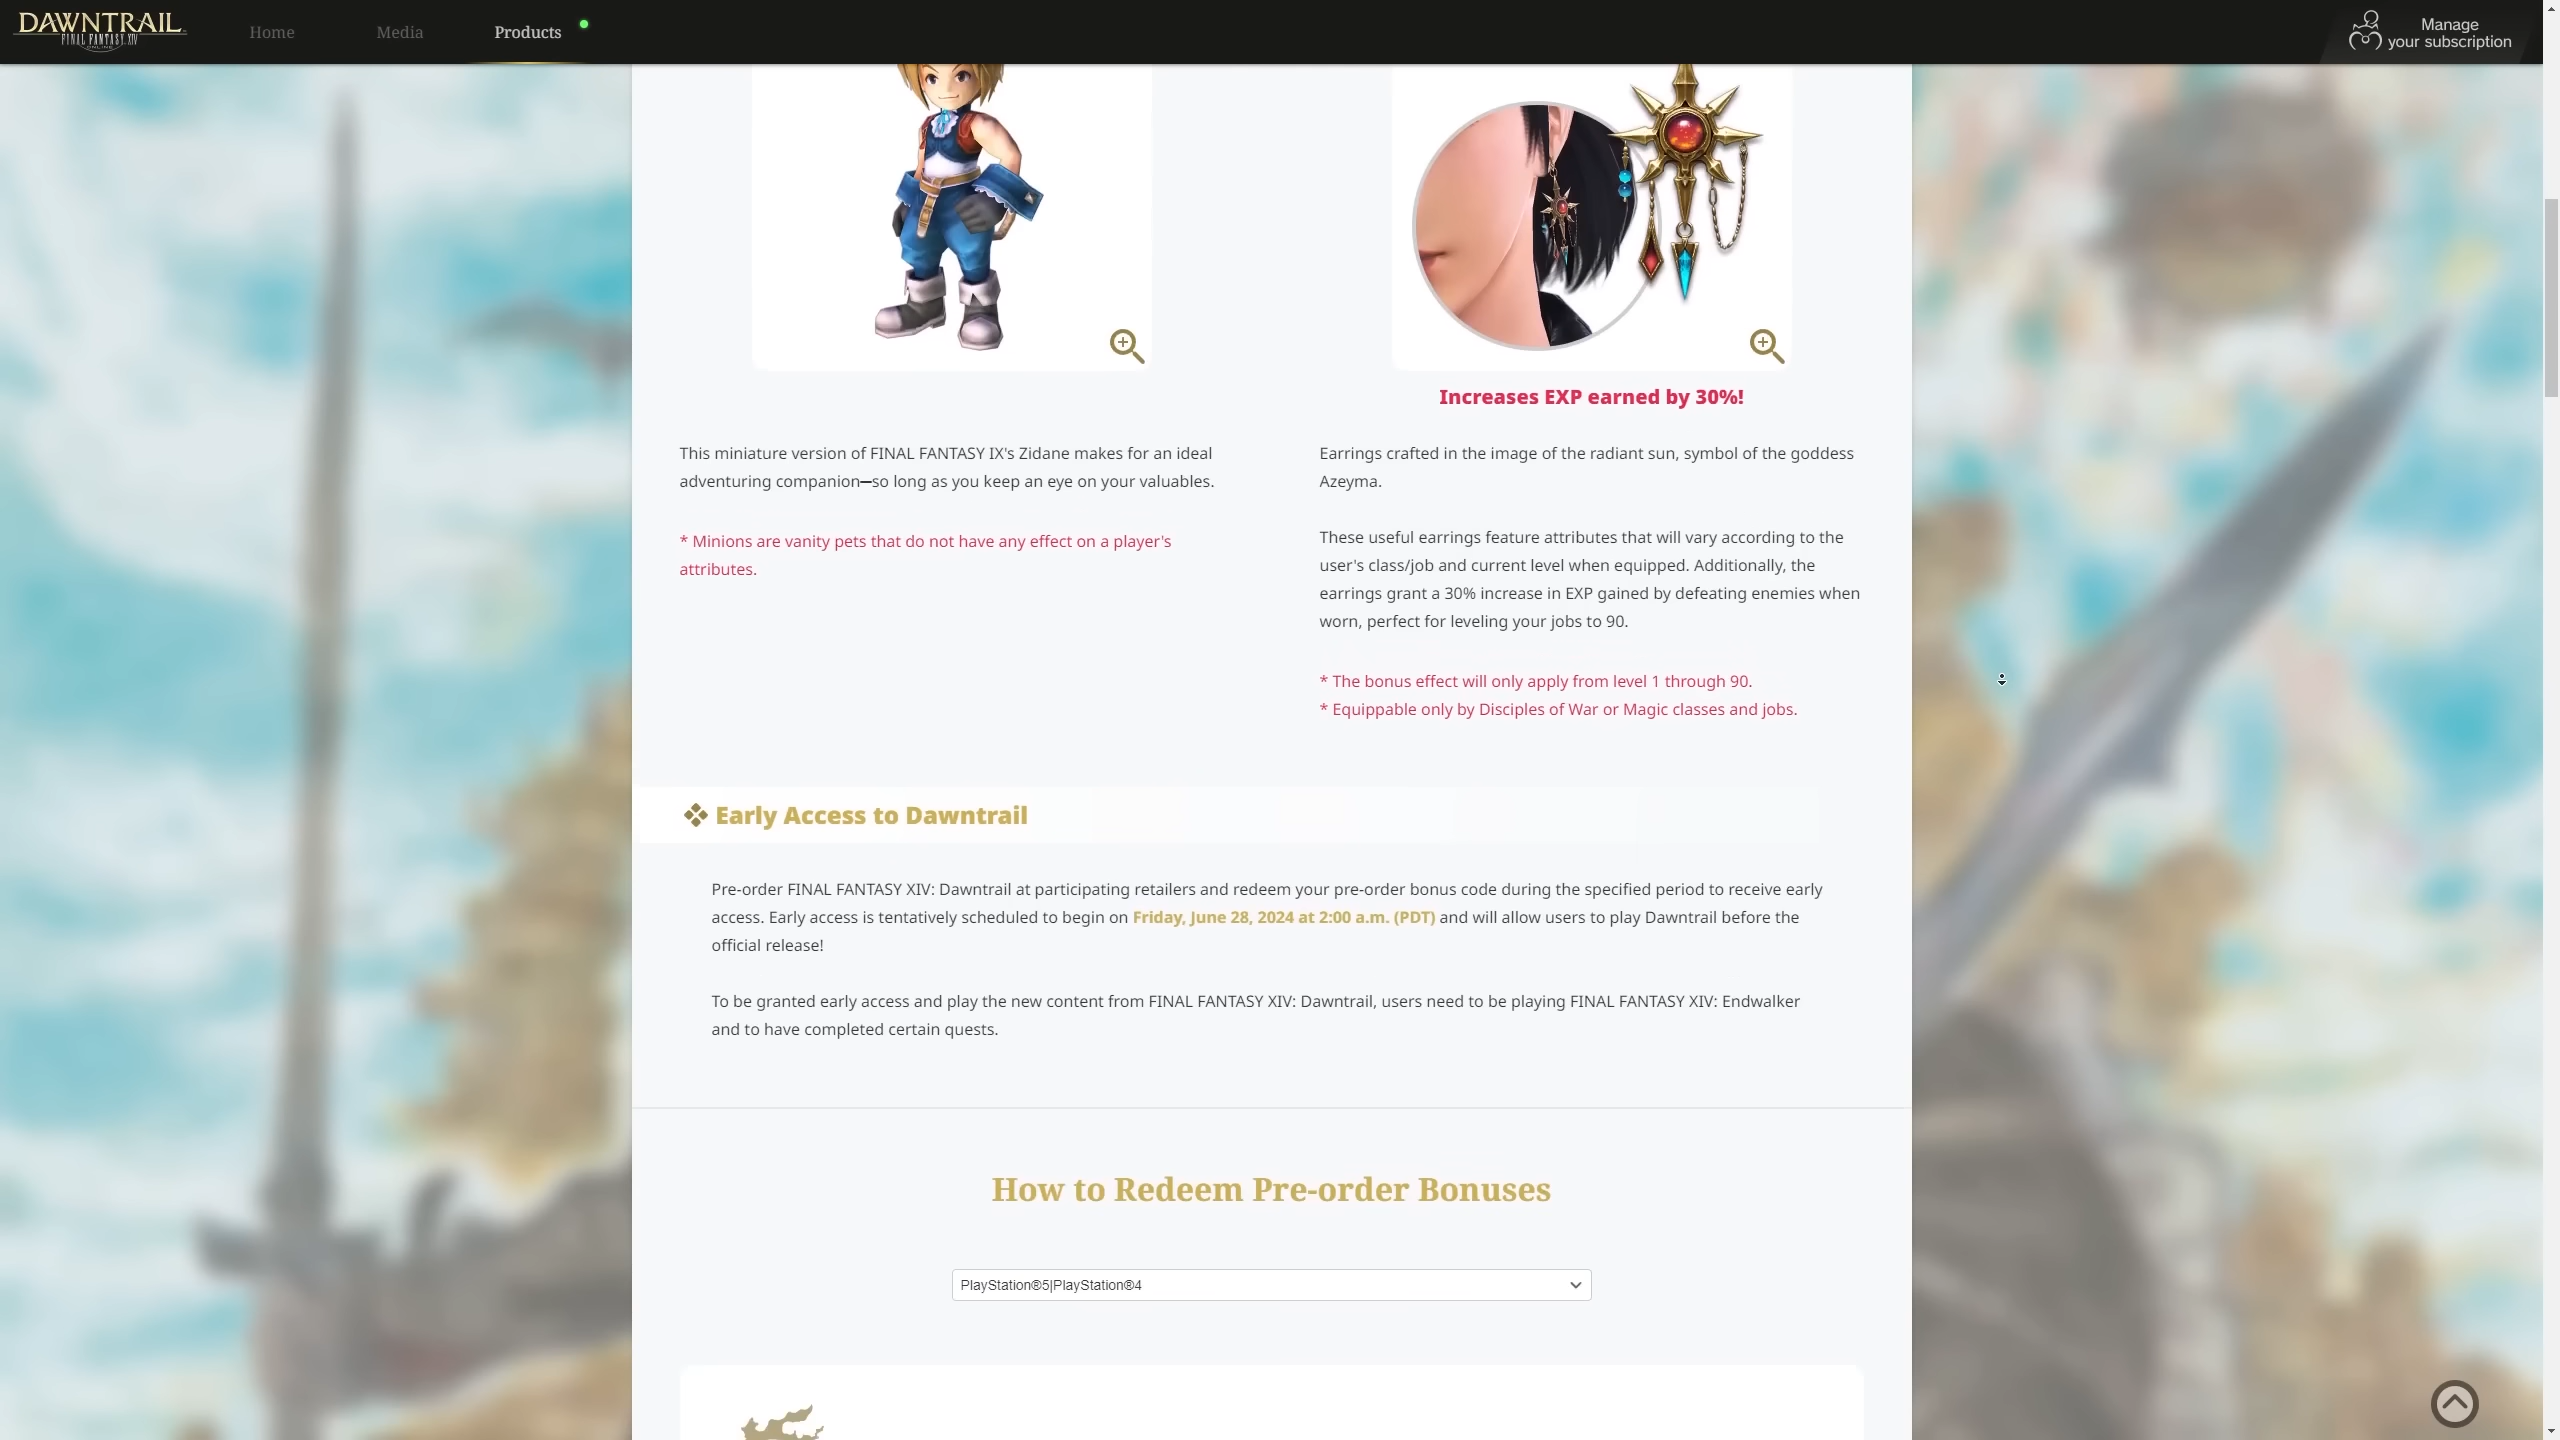 DAWNTRAIL
FINAL FANTASY XIV
ONLINE
Home
Media
Products
Manage
your subscription
Increases EXP earned by 30%!
This miniature version of FINAL FANTASY IX's Zidane makes for an ideal
adventuring companion—so long as you keep an eye on your valuables.
* Minions are vanity pets that do not have any effect on a player's
attributes.
Earrings crafted in the image of the radiant sun, symbol of the goddess
Azeyma.
These useful earrings feature attributes that will vary according to the
user's class/job and current level when equipped. Additionally, the
earrings grant a 30% increase in EXP gained by defeating enemies when
worn, perfect for leveling your jobs to 90.
* The bonus effect will only apply from level 1 through 90.
* Equippable only by Disciples of War or Magic classes and jobs.
Early Access to Dawntrail
Pre-order FINAL FANTASY XIV: Dawntrail at participating retailers and redeem your pre-order bonus code during the specified period to receive early
access. Early access is tentatively scheduled to begin on Friday, June 28, 2024 at 2:00 a.m. (PDT) and will allow users to play Dawntrail before the
official release!
To be granted early access and play the new content from FINAL FANTASY XIV: Dawntrail, users need to be playing FINAL FANTASY XIV: Endwalker
and to have completed certain quests.
How to Redeem Pre-order Bonuses
PlayStation®5|PlayStation®4